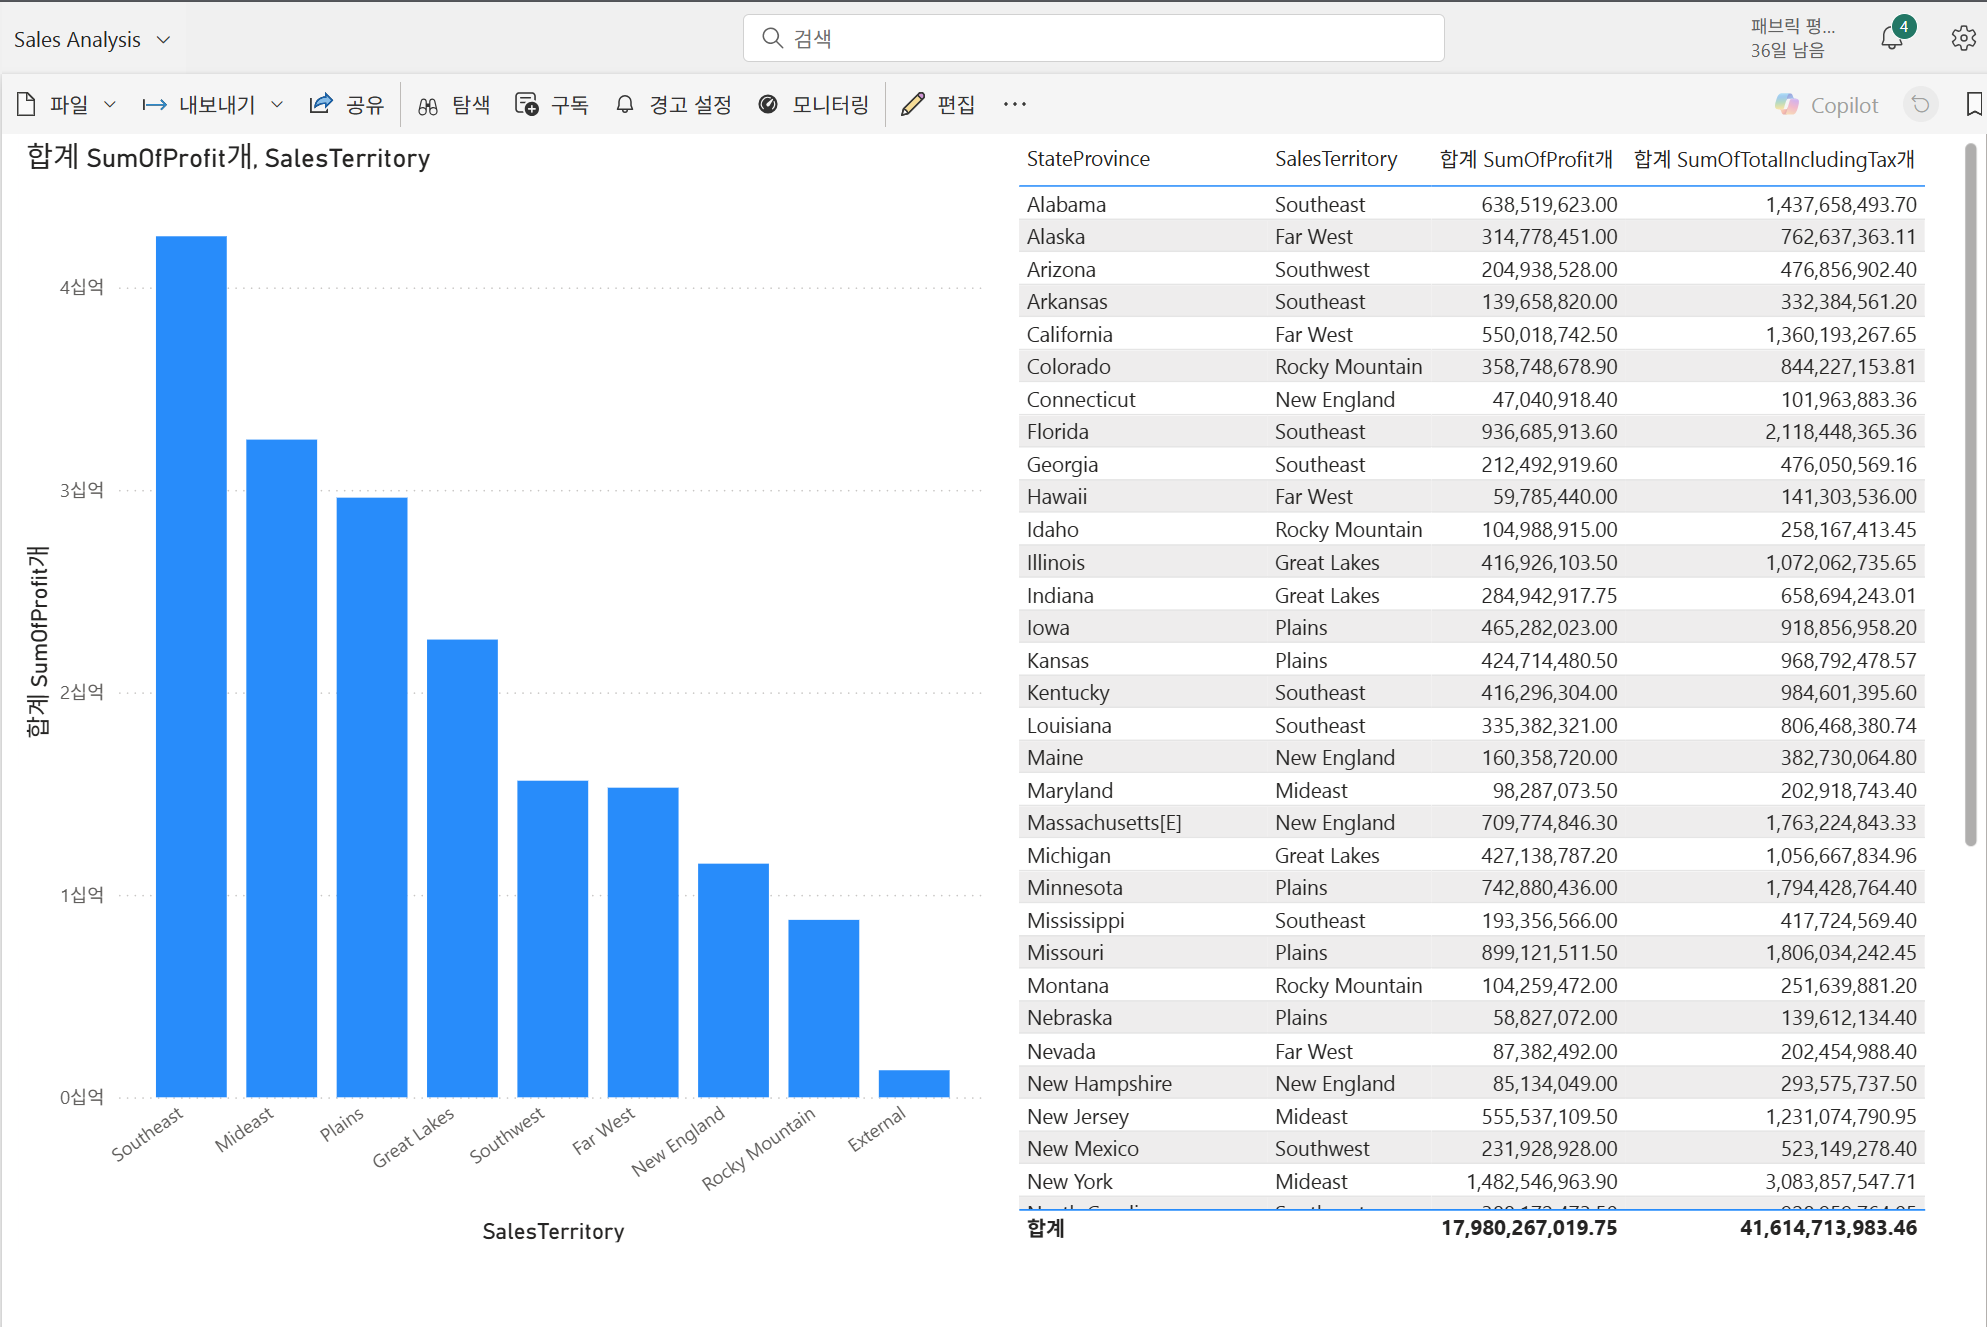 Sales Analysis
검색
패브릭 평...
36일 남음
4
파일
내보내기
공유
탐색
구독
경고 설정
모니터링
편집
Copilot
합계 SumOfProfit개, SalesTerritory
합계 SumOfProfit개
4십억
3십억
2십억
1십억
0십억
Southeast
Mideast
Plains
Great Lakes
Southwest
Far West
New England
Rocky Mountain
External
SalesTerritory
StateProvince SalesTerritory 합계 SumOfProfit개 합계 SumOfTotalIncludingTax개
Alabama Southeast 638,519,623.00 1,437,658,493.70
Alaska Far West 314,778,451.00 762,637,363.11
Arizona Southwest 204,938,528.00 476,856,902.40
Arkansas Southeast 139,658,820.00 332,384,561.20
California Far West 550,018,742.50 1,360,193,267.65
Colorado Rocky Mountain 358,748,678.90 844,227,153.81
Connecticut New England 47,040,918.40 101,963,883.36
Florida Southeast 936,685,913.60 2,118,448,365.36
Georgia Southeast 212,492,919.60 476,050,569.16
Hawaii Far West 59,785,440.00 141,303,536.00
Idaho Rocky Mountain 104,988,915.00 258,167,413.45
Illinois Great Lakes 416,926,103.50 1,072,062,735.65
Indiana Great Lakes 284,942,917.75 658,694,243.01
Iowa Plains 465,282,023.00 918,856,958.20
Kansas Plains 424,714,480.50 968,792,478.57
Kentucky Southeast 416,296,304.00 984,601,395.60
Louisiana Southeast 335,382,321.00 806,468,380.74
Maine New England 160,358,720.00 382,730,064.80
Maryland Mideast 98,287,073.50 202,918,743.40
Massachusetts[E] New England 709,774,846.30 1,763,224,843.33
Michigan Great Lakes 427,138,787.20 1,056,667,834.96
Minnesota Plains 742,880,436.00 1,794,428,764.40
Mississippi Southeast 193,356,566.00 417,724,569.40
Missouri Plains 899,121,511.50 1,806,034,242.45
Montana Rocky Mountain 104,259,472.00 251,639,881.20
Nebraska Plains 58,827,072.00 139,612,134.40
Nevada Far West 87,382,492.00 202,454,988.40
New Hampshire New England 85,134,049.00 293,575,737.50
New Jersey Mideast 555,537,109.50 1,231,074,790.95
New Mexico Southwest 231,928,928.00 523,149,278.40
New York Mideast 1,482,546,963.90 3,083,857,547.71
합계 17,980,267,019.75 41,614,713,983.46